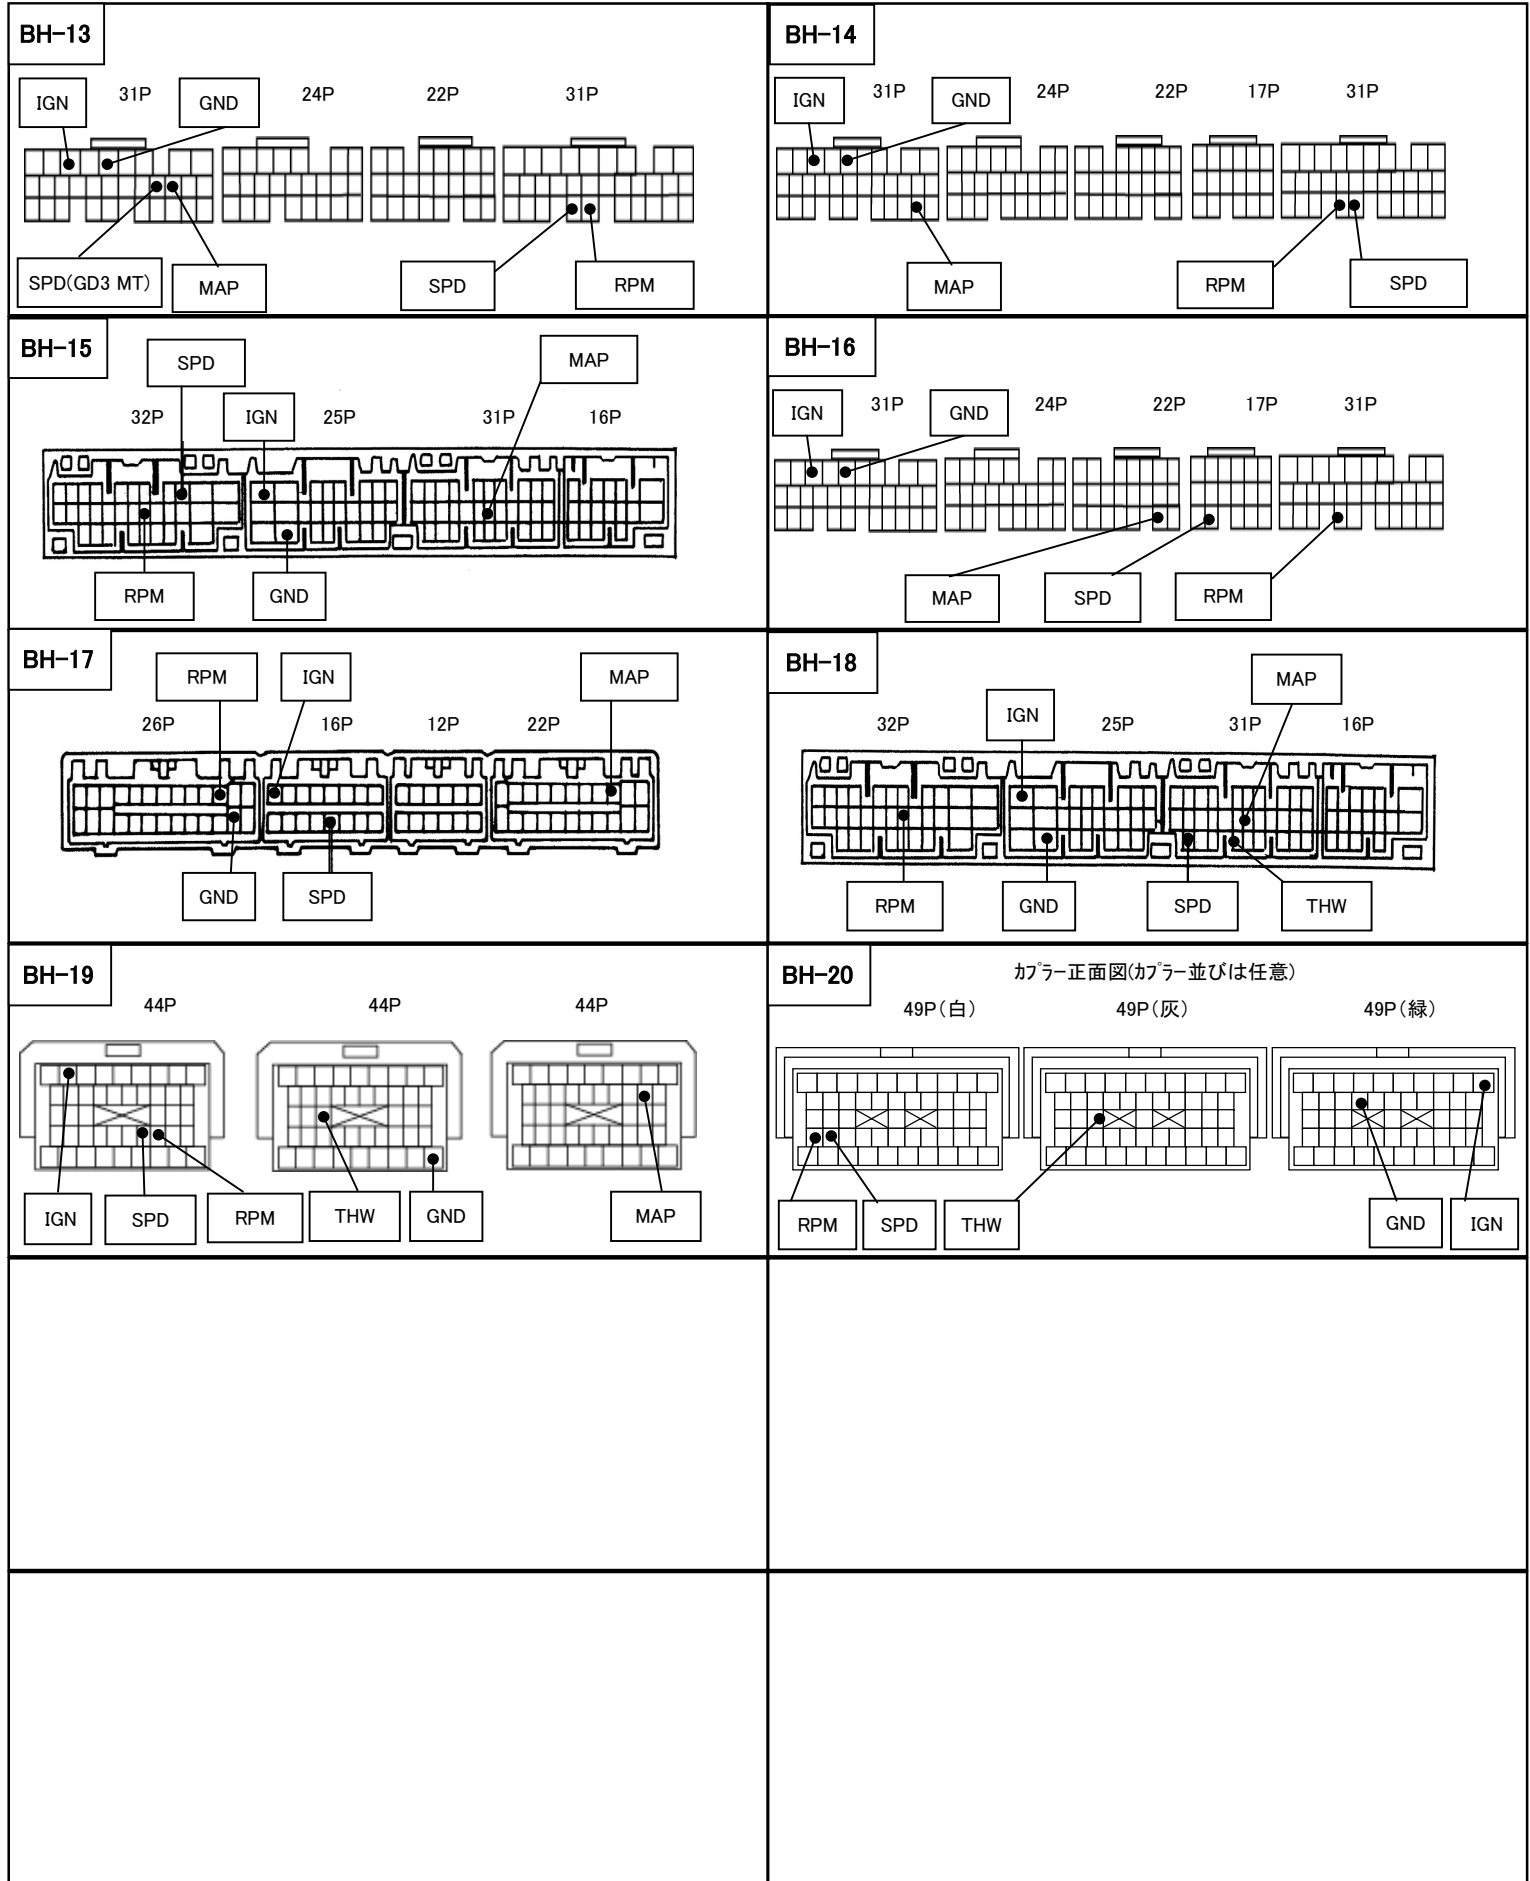 BH-13
31P 24P 22P 31P
IGN GND
SPD(GD3 MT) MAP SPD RPM
BH-14
31P 24P 22P 17P 31P
IGN GND
MAP RPM SPD
BH-15
SPD MAP
IGN
32P 25P 31P 16P
RPM GND
BH-16
31P 24P 22P 17P 31P
IGN GND
MAP SPD RPM
BH-17
RPM IGN MAP
26P 16P 12P 22P
GND SPD
BH-18
MAP
IGN
32P 25P 31P 16P
RPM GND SPD THW
BH-19
44P 44P 44P
IGN SPD RPM THW GND MAP
BH-20
ｶﾌﾟﾗｰ正面図(ｶﾌﾟﾗｰ並びは任意)
49P(白) 49P(灰) 49P(緑)
RPM SPD THW GND IGN